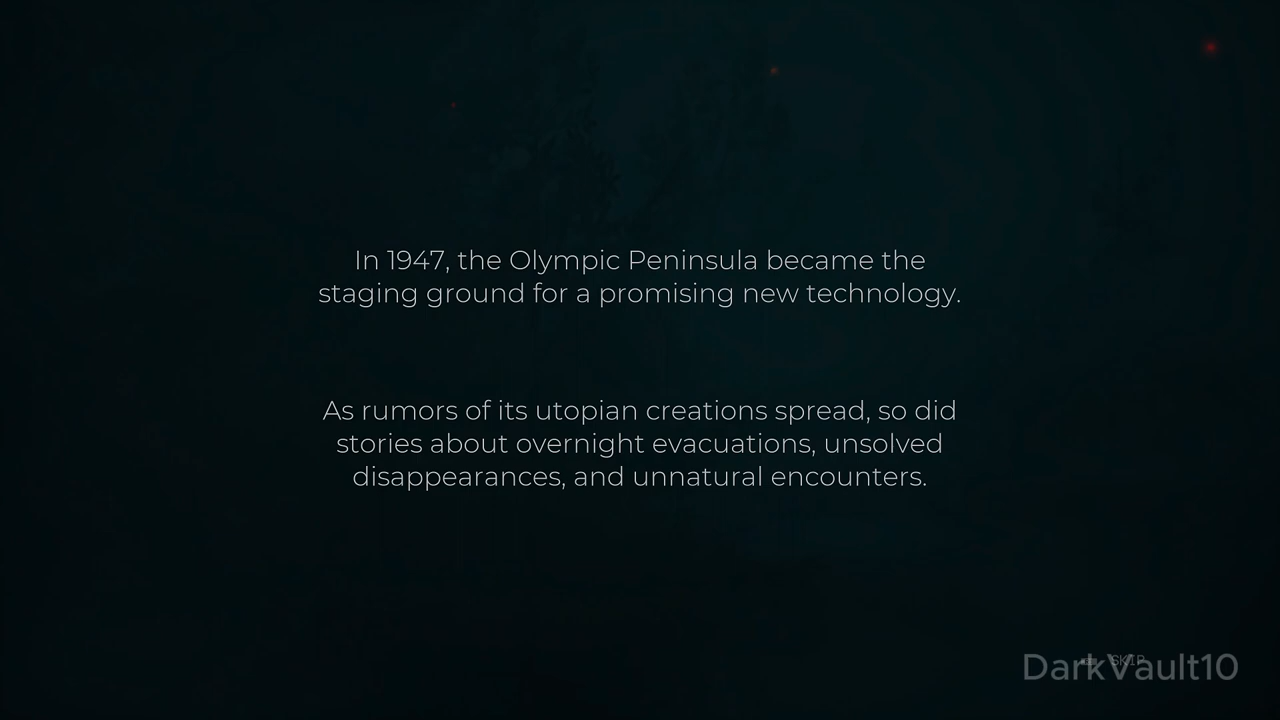 In 1947, the Olympic Peninsula became the
staging ground for a promising new technology.
As rumors of its utopian creations spread, so did
stories about overnight evacuations, unsolved
disappearances, and unnatural encounters.
SKIP
DarkVault10